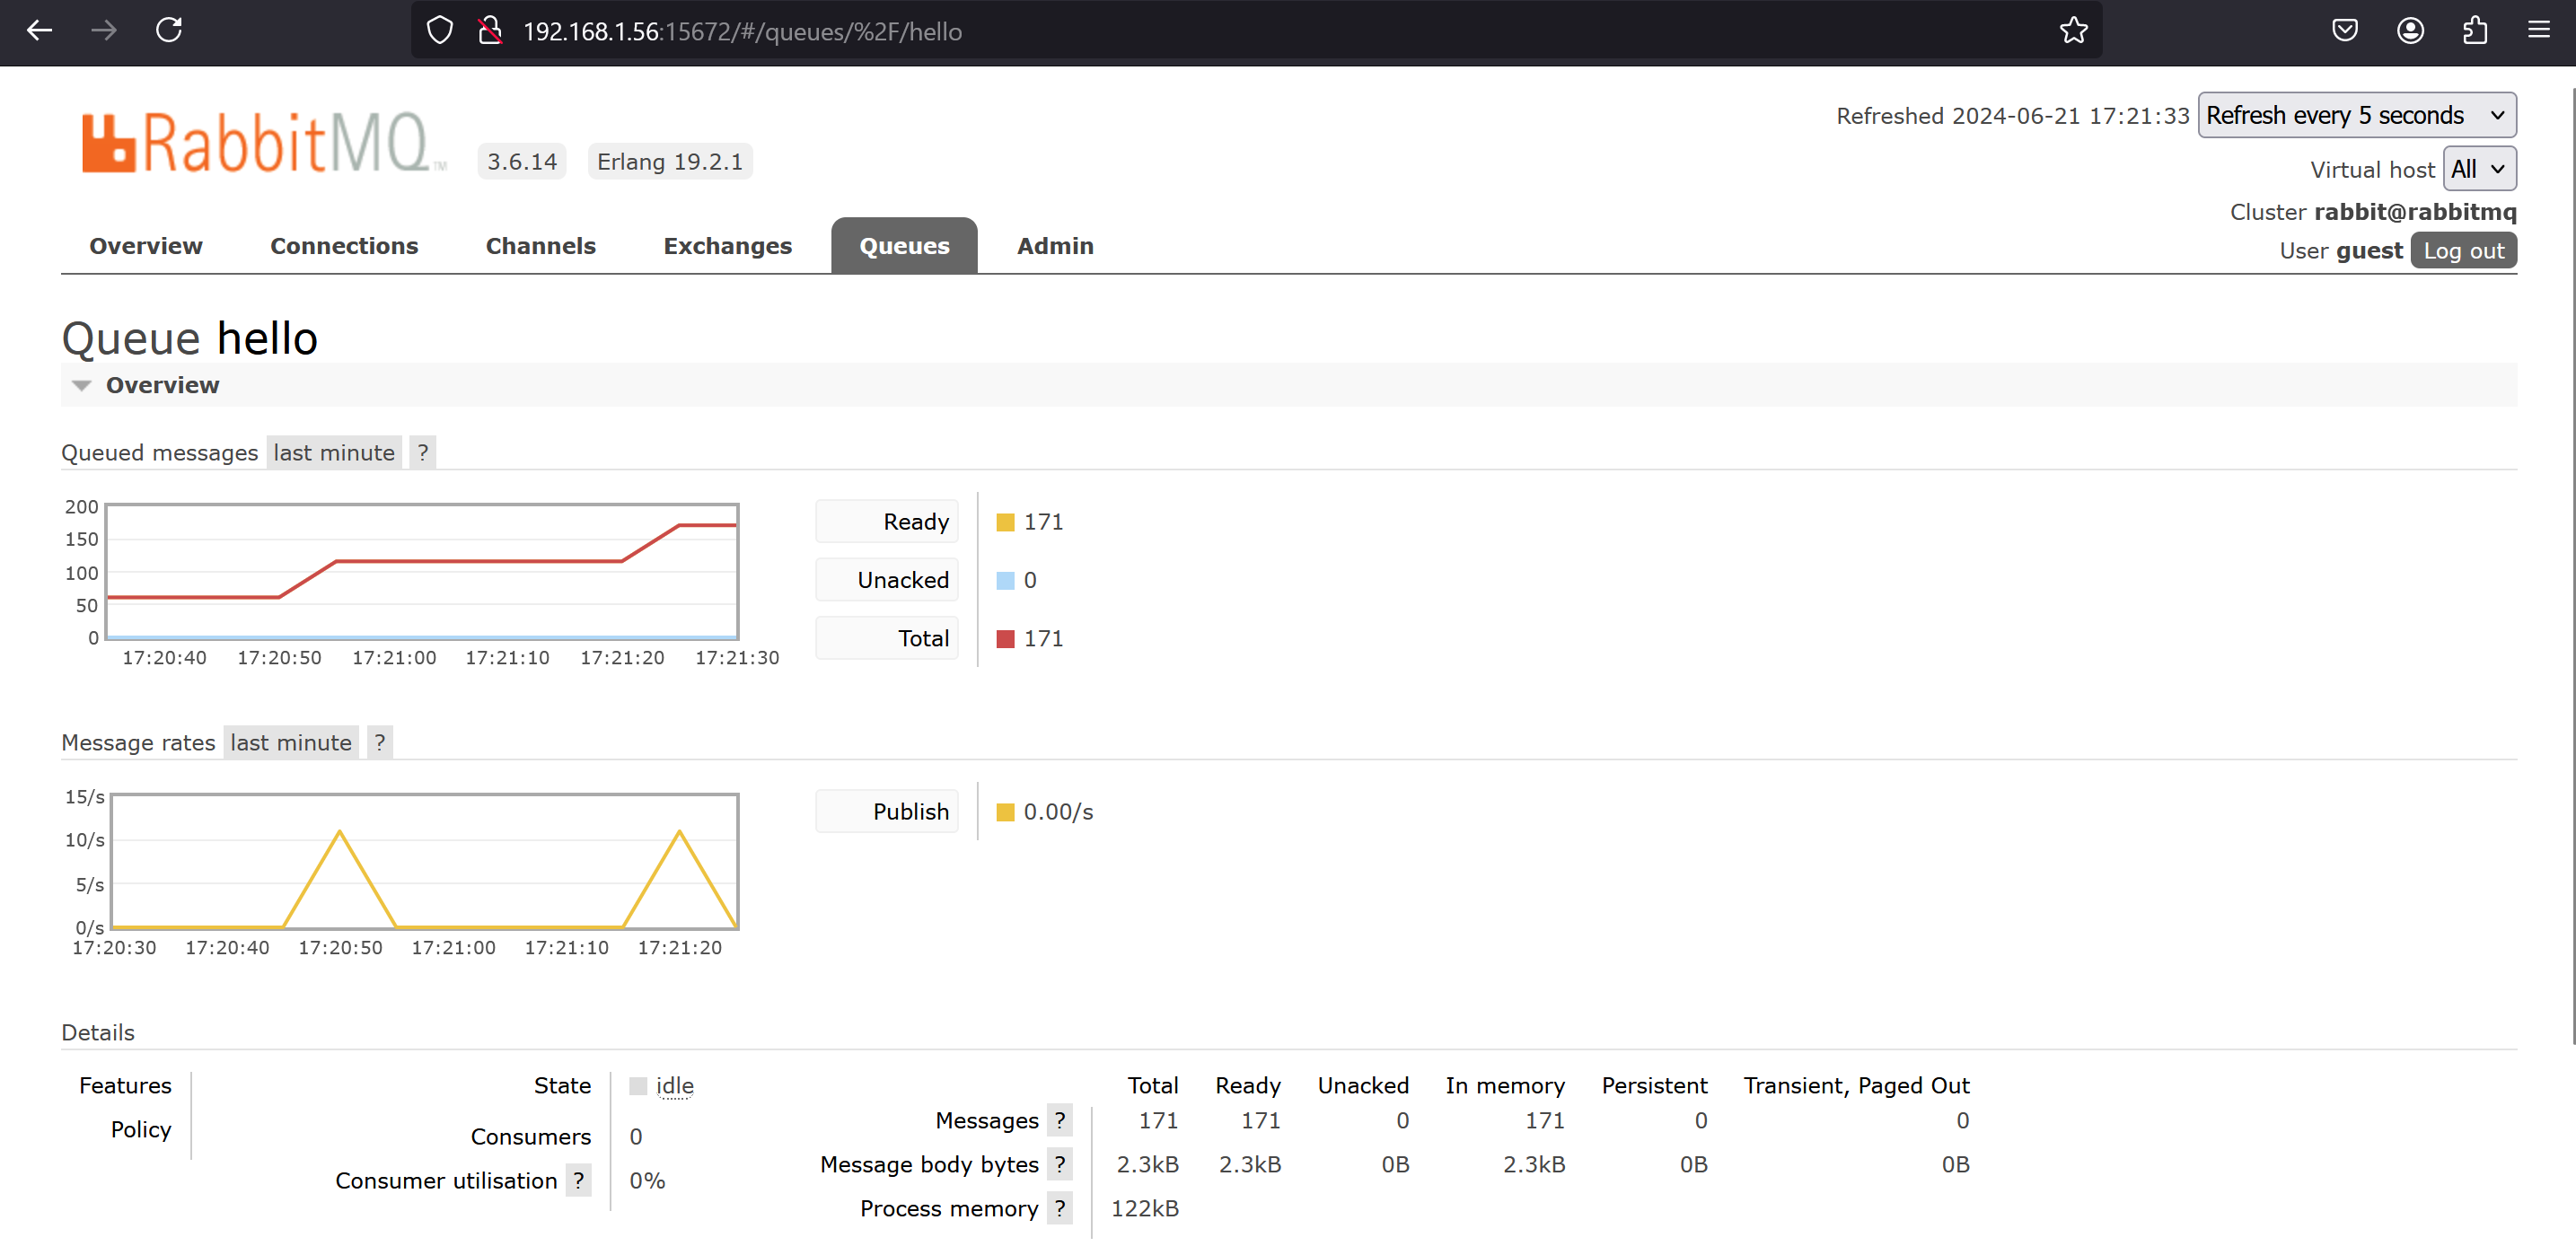 192.168.1.56:15672/#/queues/%2F/hello
RabbitMQ TM 3.6.14 Erlang 19.2.1
Refreshed 2024-06-21 17:21:33 Refresh every 5 seconds
Virtual host All
Cluster rabbit@rabbitmq
User guest Log out
Overview Connections Channels Exchanges Queues Admin
Queue hello
Overview
Queued messages last minute ?
200
150
100
50
0
17:20:40 17:20:50 17:21:00 17:21:10 17:21:20 17:21:30
Ready 171
Unacked 0
Total 171
Message rates last minute ?
15/s
10/s
5/s
0/s
17:20:30 17:20:40 17:20:50 17:21:00 17:21:10 17:21:20
Publish 0.00/s
Details
Features
Policy
State idle
Consumers 0
Consumer utilisation ? 0%
Total Ready Unacked In memory Persistent Transient, Paged Out
Messages ? 171 171 0 171 0 0
Message body bytes ? 2.3kB 2.3kB 0B 2.3kB 0B 0B
Process memory ? 122kB